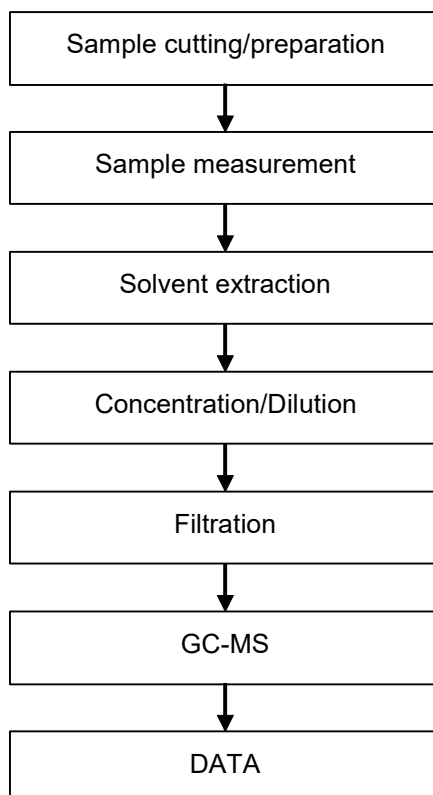 Sample cutting/preparation
Sample measurement
Solvent extraction
Concentration/Dilution
Filtration
GC-MS
DATA